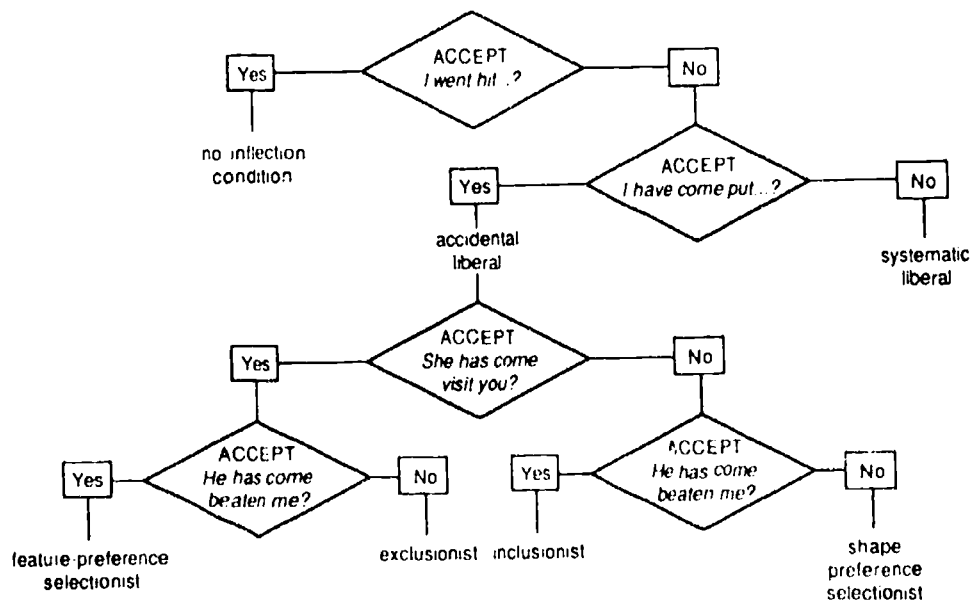 ACCEPT
I went hit...?
Yes
No
no inflection
condition
ACCEPT
I have come put...?
Yes
No
accidental
liberal
systematic
liberal
ACCEPT
She has come
visit you?
Yes
No
ACCEPT
He has come
beaten me?
Yes
No
ACCEPT
He has come
beaten me?
Yes
No
feature-preference
selectionist
exclusionist
inclusionist
shape
preference
selectionist